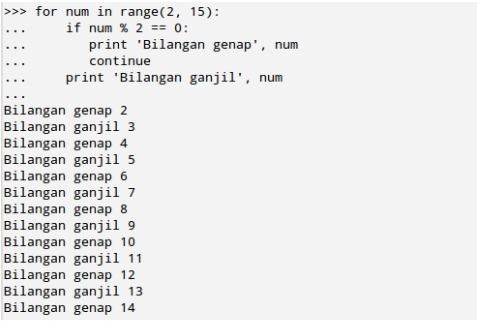 >>> for num in range(2, 15):
...     if num % 2 == 0:
...        print 'Bilangan genap', num
...        continue
...     print 'Bilangan ganjil', num
...
Bilangan genap 2
Bilangan ganjil 3
Bilangan genap 4
Bilangan ganjil 5
Bilangan genap 6
Bilangan ganjil 7
Bilangan genap 8
Bilangan ganjil 9
Bilangan genap 10
Bilangan ganjil 11
Bilangan genap 12
Bilangan ganjil 13
Bilangan genap 14